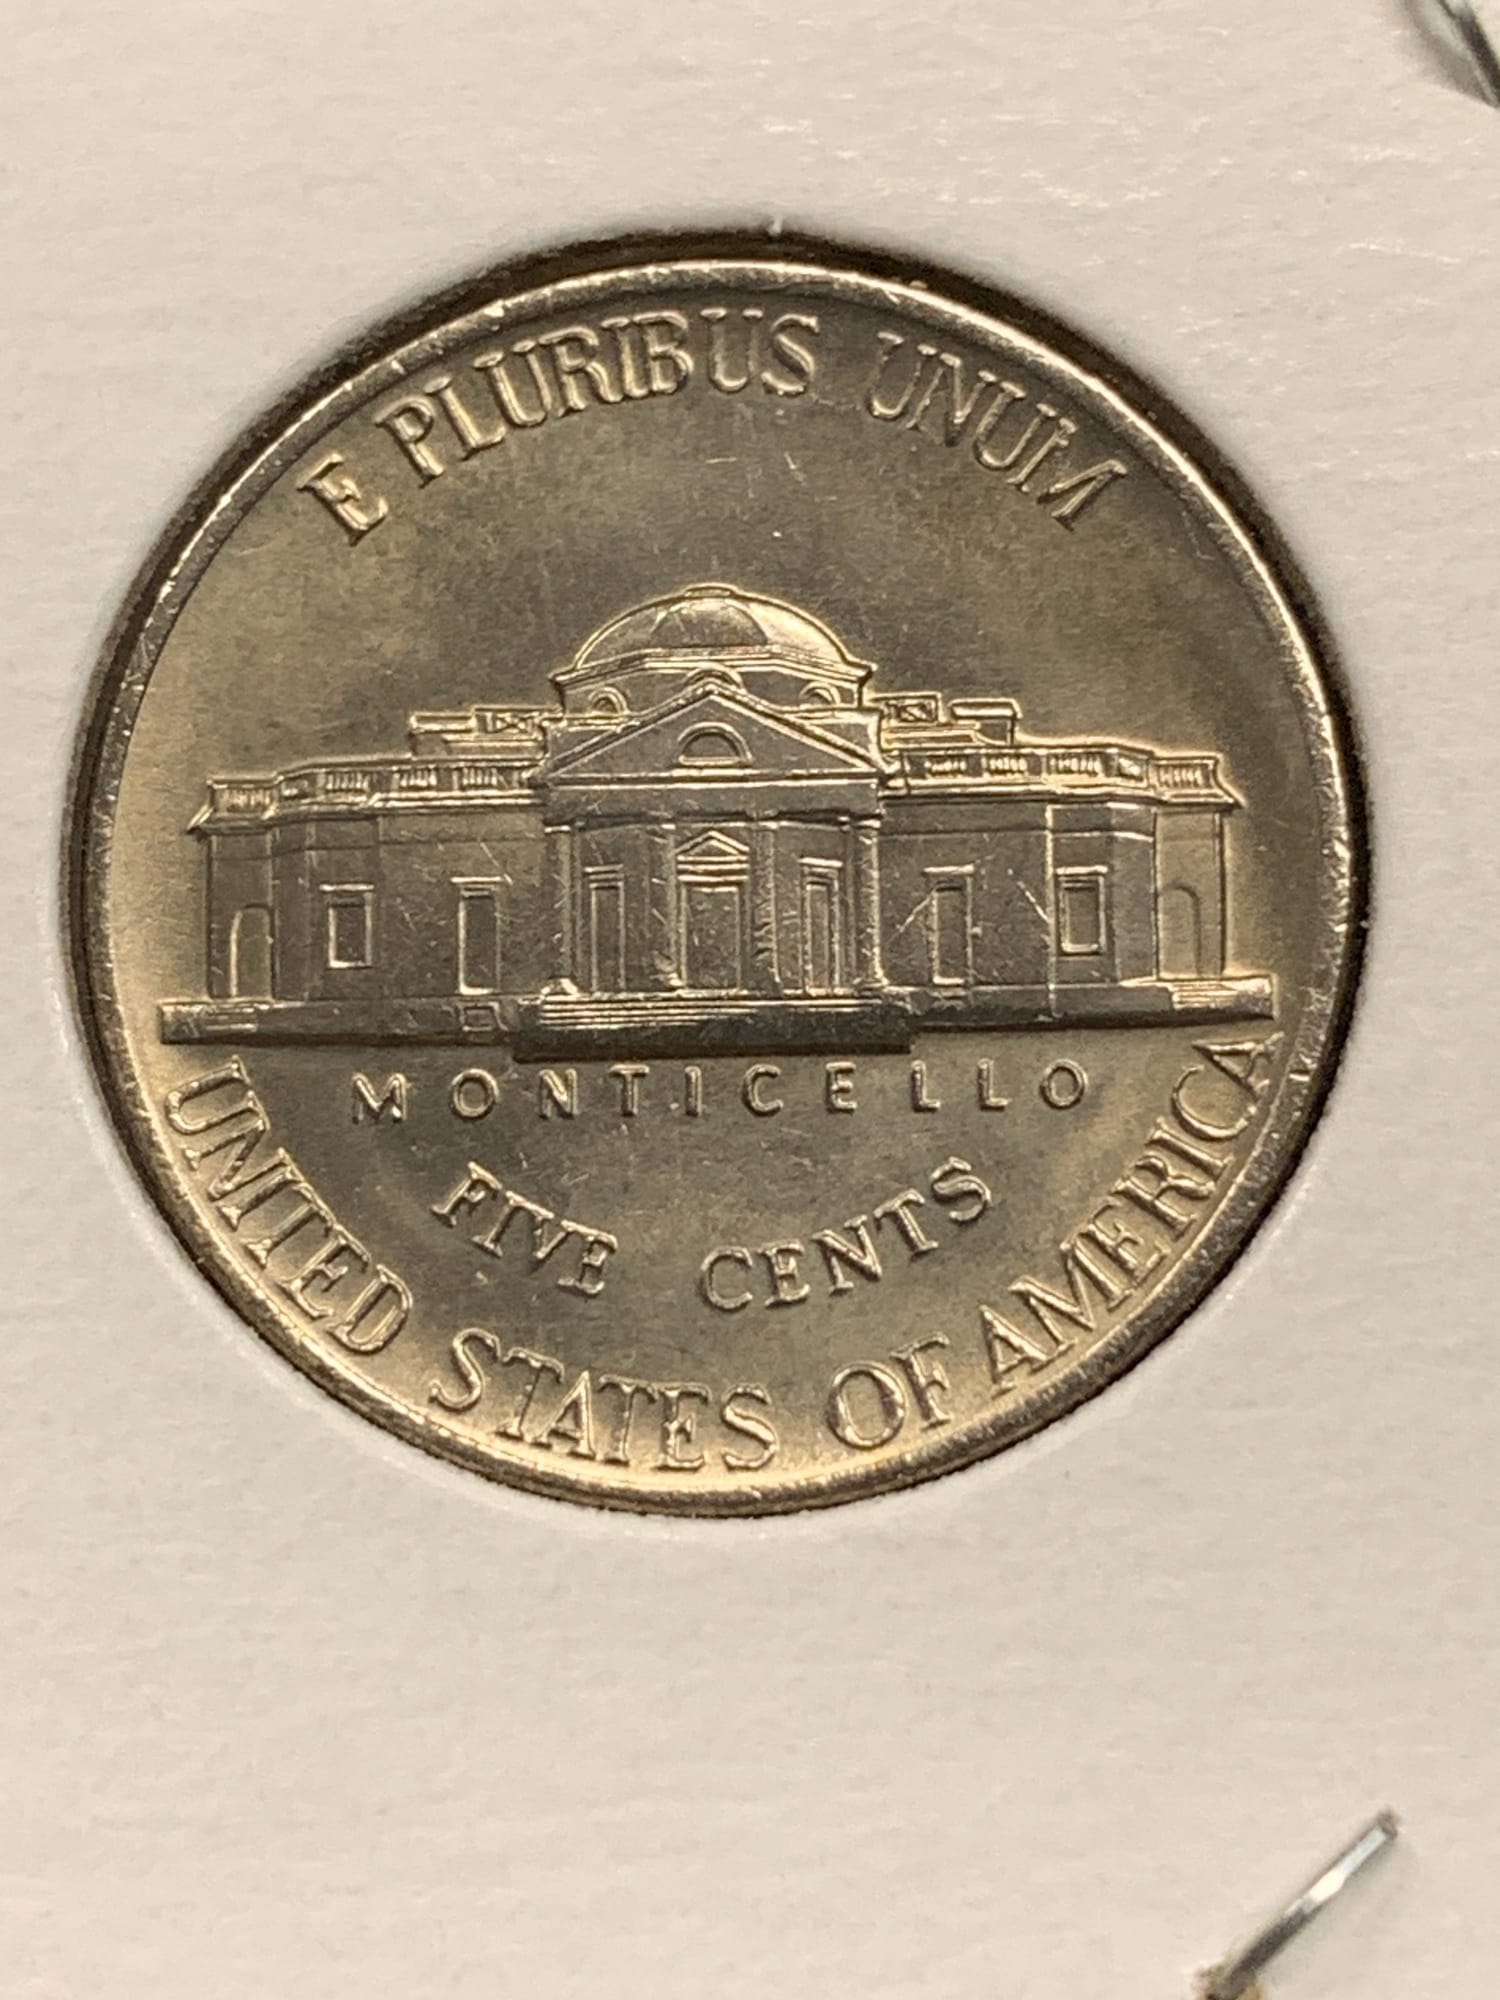 E PLURIBUS UNUM
MONTICELLO
FIVE CENTS
UNITED STATES OF AMERICA